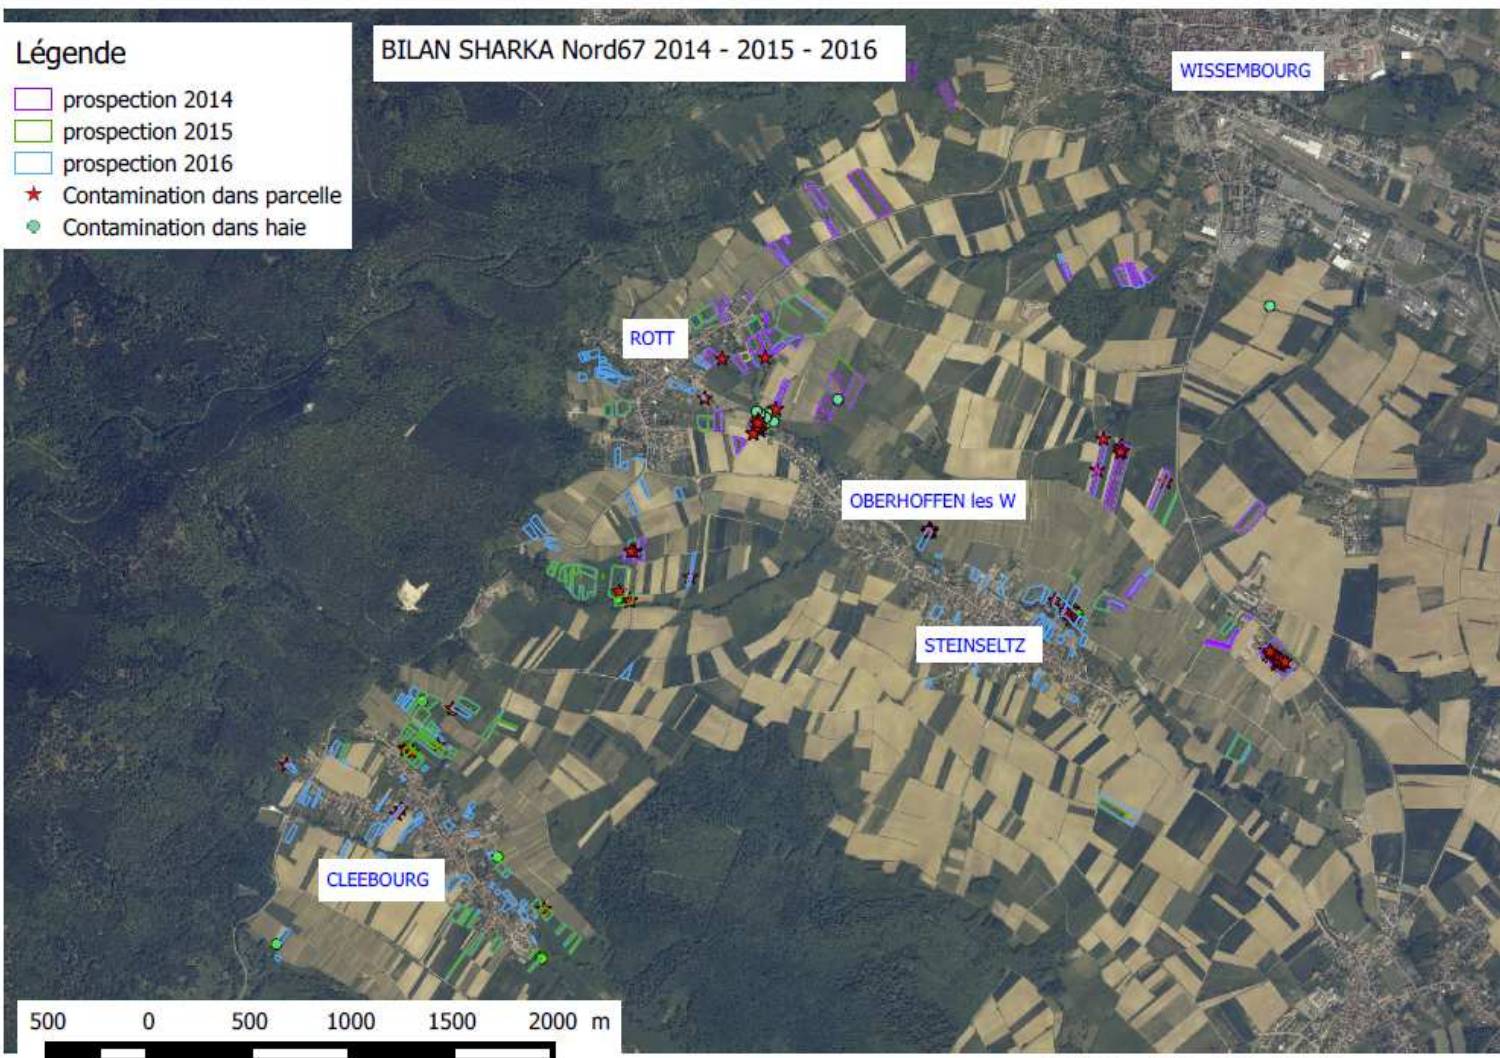 Légende
prospection 2014
prospection 2015
prospection 2016
Contamination dans parcelle
Contamination dans haie
BILAN SHARKA Nord67 2014 - 2015 - 2016
WISSEMBOURG
ROTT
OBERHOFFEN les W
STEINSELTZ
CLEEBOURG
500 0 500 1000 1500 2000 m